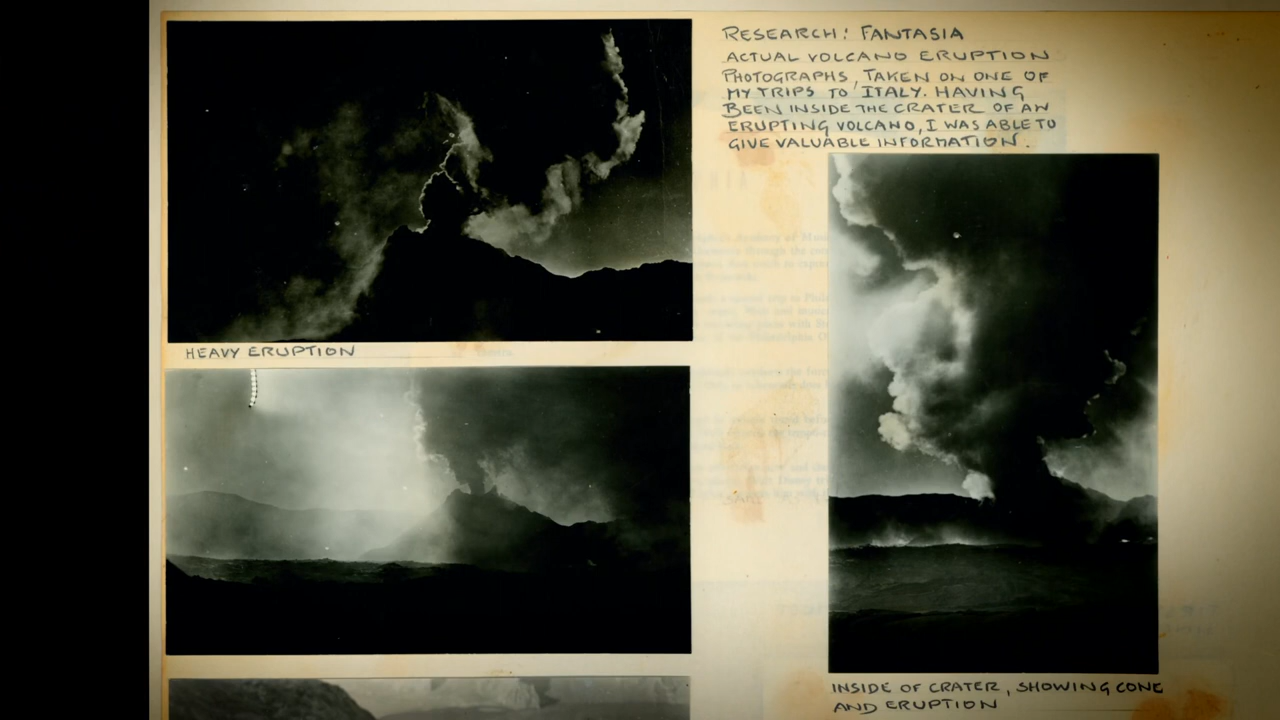 RESEARCH: FANTASIA
ACTUAL VOLCANO ERUPTION
PHOTOGRAPHS, TAKEN ON ONE OF
MY TRIPS TO ITALY. HAVING
BEEN INSIDE THE CRATER OF AN
ERUPTING VOLCANO, I WAS ABLE TO
GIVE VALUABLE INFORMATION.
HEAVY ERUPTION
INSIDE OF CRATER, SHOWING CONE
AND ERUPTION